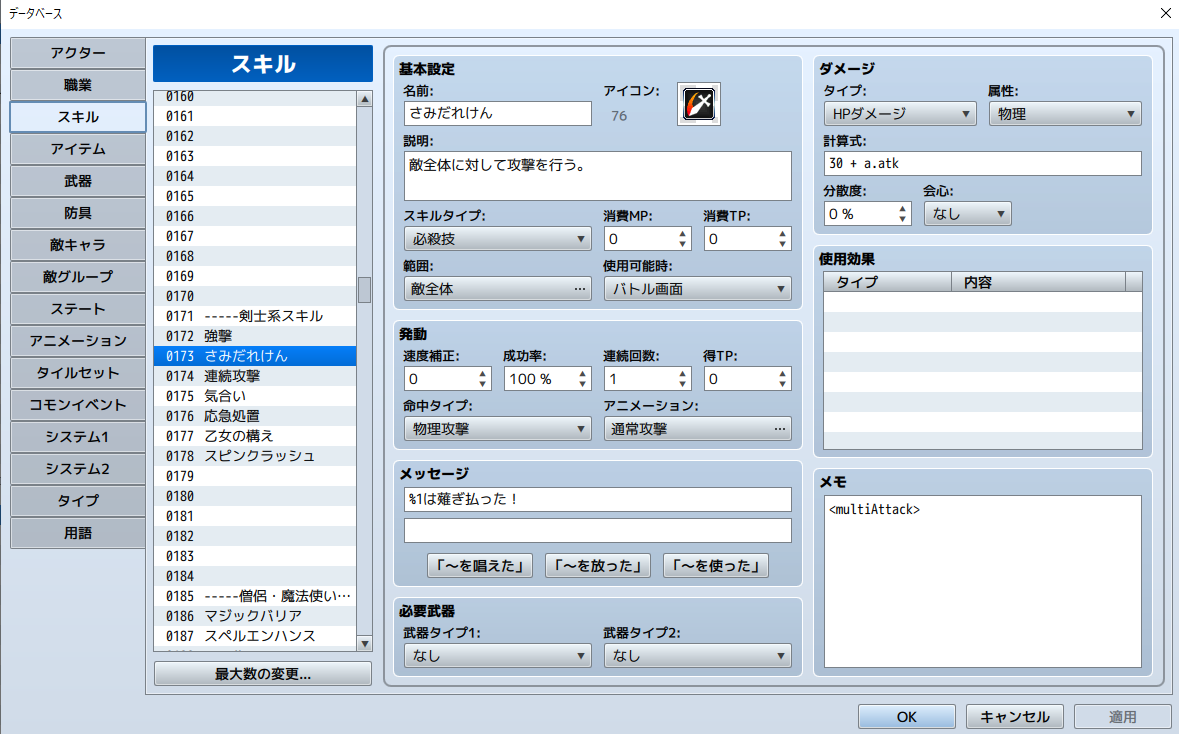 データベース
アクター
職業
スキル
アイテム
武器
防具
敵キャラ
敵グループ
ステート
アニメーション
タイルセット
コモンイベント
システム1
システム2
タイプ
用語
スキル
0160
0161
0162
0163
0164
0165
0166
0167
0168
0169
0170
0171 -----剣士系スキル
0172 強撃
0173 さみだれけん
0174 連続攻撃
0175 気合い
0176 応急処置
0177 乙女の構え
0178 スピンクラッシュ
0179
0180
0181
0182
0183
0184
0185 -----僧侶・魔法使い…
0186 マジックバリア
0187 スペルエンハンス
最大数の変更...
基本設定
名前:
アイコン:
さみだれけん
76
説明:
敵全体に対して攻撃を行う。
スキルタイプ:
消費MP:
消費TP:
必殺技
0
0
範囲:
使用可能時:
敵全体 ...
バトル画面
発動
速度補正:
成功率:
連続回数:
得TP:
0
100 %
1
0
命中タイプ:
アニメーション:
物理攻撃
通常攻撃 ...
メッセージ
%1は薙ぎ払った！
「～を唱えた」
「～を放った」
「～を使った」
必要武器
武器タイプ1:
武器タイプ2:
なし
なし
ダメージ
タイプ:
属性:
HPダメージ
物理
計算式:
30 + a.atk
分散度:
会心:
0 %
なし
使用効果
タイプ
内容
メモ
<multiAttack>
OK
キャンセル
適用